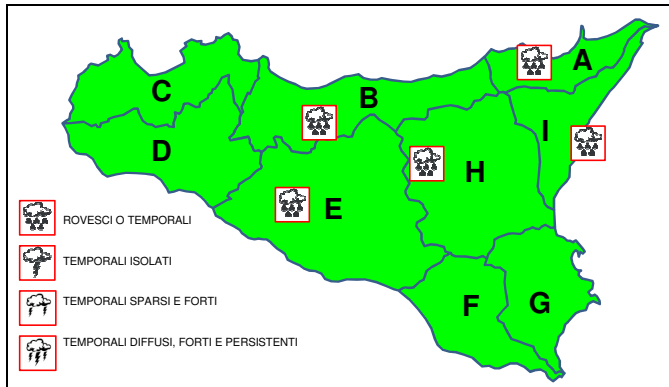 A
B
C
I
D
H
E
F
G
ROVESCI O TEMPORALI
TEMPORALI ISOLATI
TEMPORALI SPARSI E FORTI
TEMPORALI DIFFUSI, FORTI E PERSISTENTI